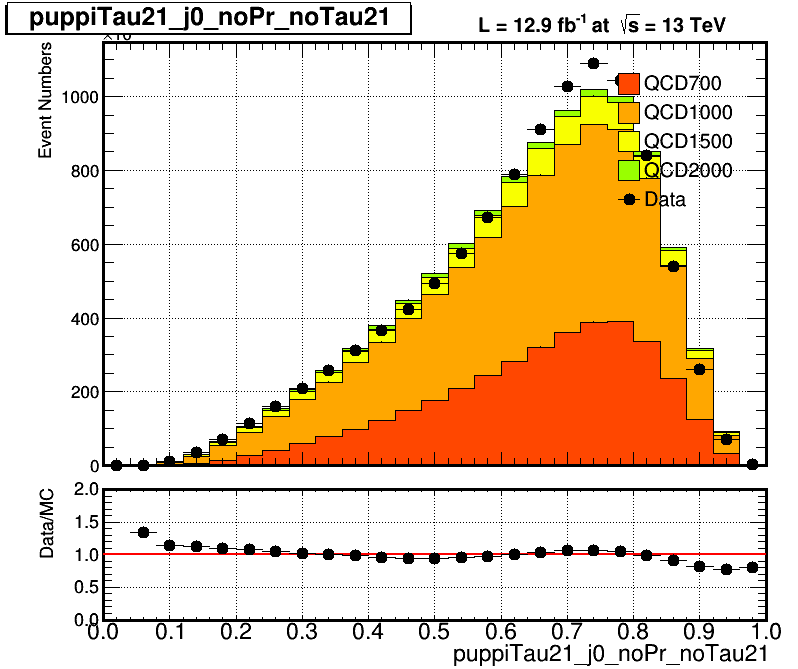 puppiTau21_j0_noPr_noTau21
L = 12.9 fb⁻¹ at √s = 13 TeV
Event Numbers
1000
800
600
400
200
0
QCD700
QCD1000
QCD1500
QCD2000
Data
Data/MC
2.0
1.5
1.0
0.5
0.0
0.0 0.1 0.2 0.3 0.4 0.5 0.6 0.7 0.8 0.9 1.0
puppiTau21_j0_noPr_noTau21